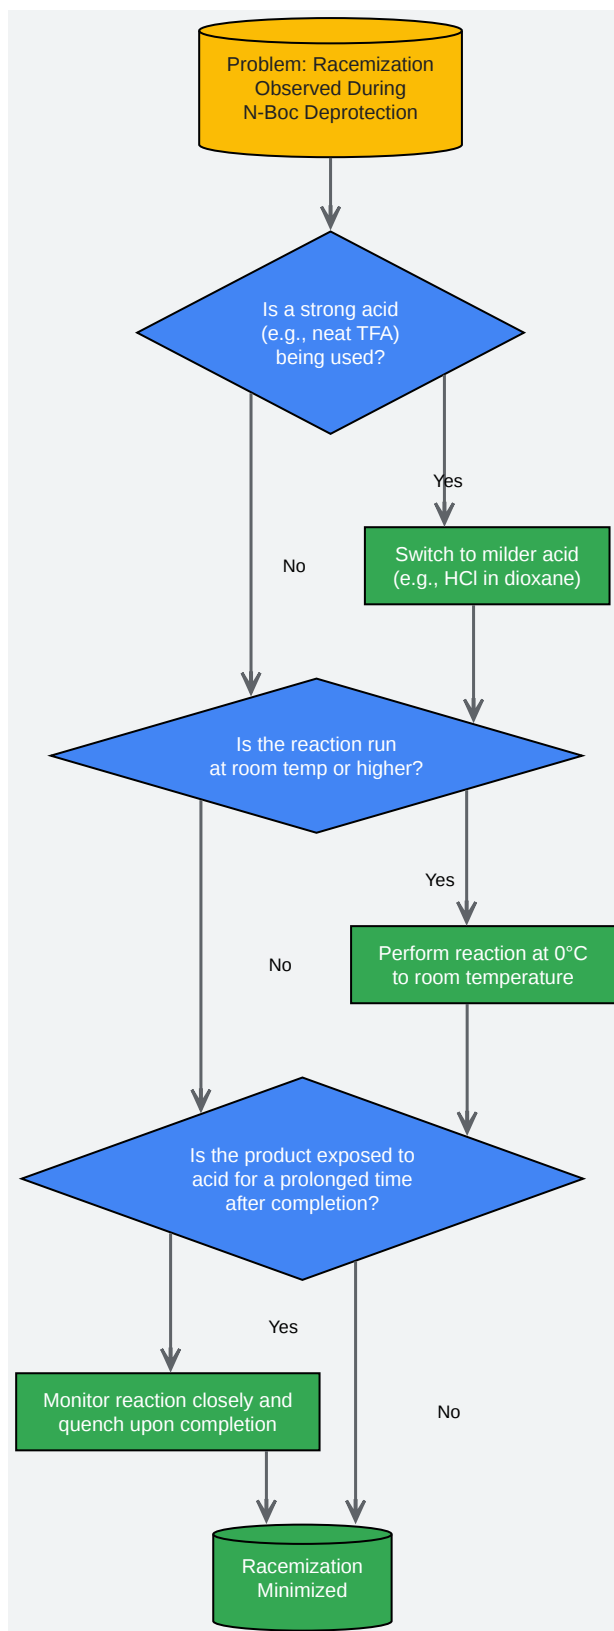 Problem: Racemization
Observed During
N-Boc Deprotection
Is a strong acid
(e.g., neat TFA)
being used?
Yes
Switch to milder acid
(e.g., HCl in dioxane)
No
Is the reaction run
at room temp or higher?
Yes
Perform reaction at 0°C
to room temperature
No
Is the product exposed to
acid for a prolonged time
after completion?
Yes
Monitor reaction closely and
quench upon completion
No
Racemization
Minimized